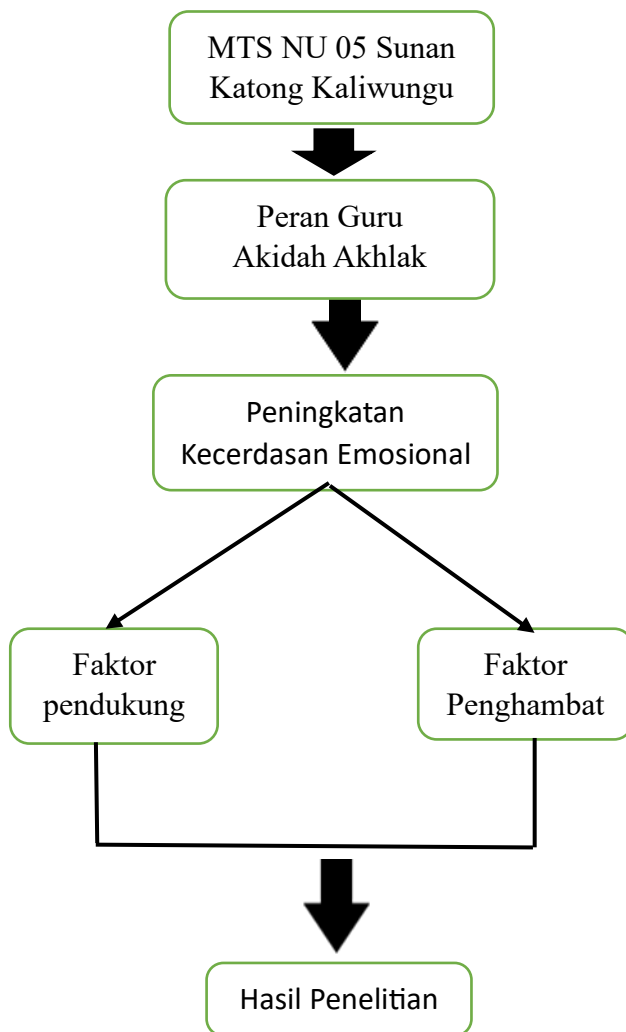 MTS NU 05 Sunan
Katong Kaliwungu
Peran Guru
Akidah Akhlak
Peningkatan
Kecerdasan Emosional
Faktor
pendukung
Faktor
Penghambat
Hasil Penelitian